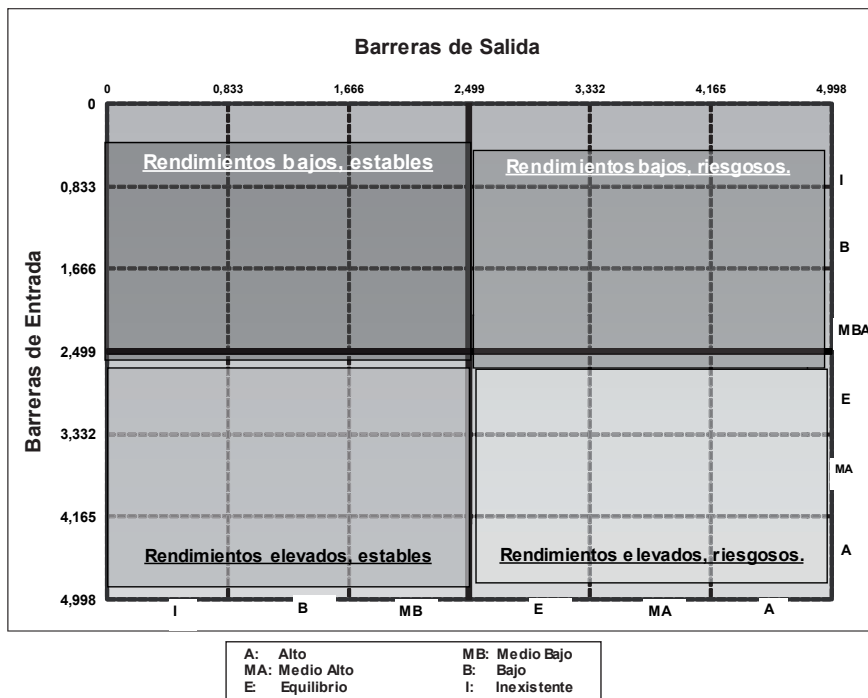 Barreras de Salida
0 0,833 1,666 2,499 3,332 4,165 4,998
0
Rendimientos bajos, estables Rendimientos bajos, riesgosos.
0,833 I
B
1,666
Barreras de Entrada
MBA
2,499
E
3,332
MA
4,165
Rendimientos elevados, estables Rendimientos elevados, riesgosos. A
4,998
I B MB E MA A
A: Alto MB: Medio Bajo
MA: Medio Alto B: Bajo
E: Equilibrio I: Inexistente